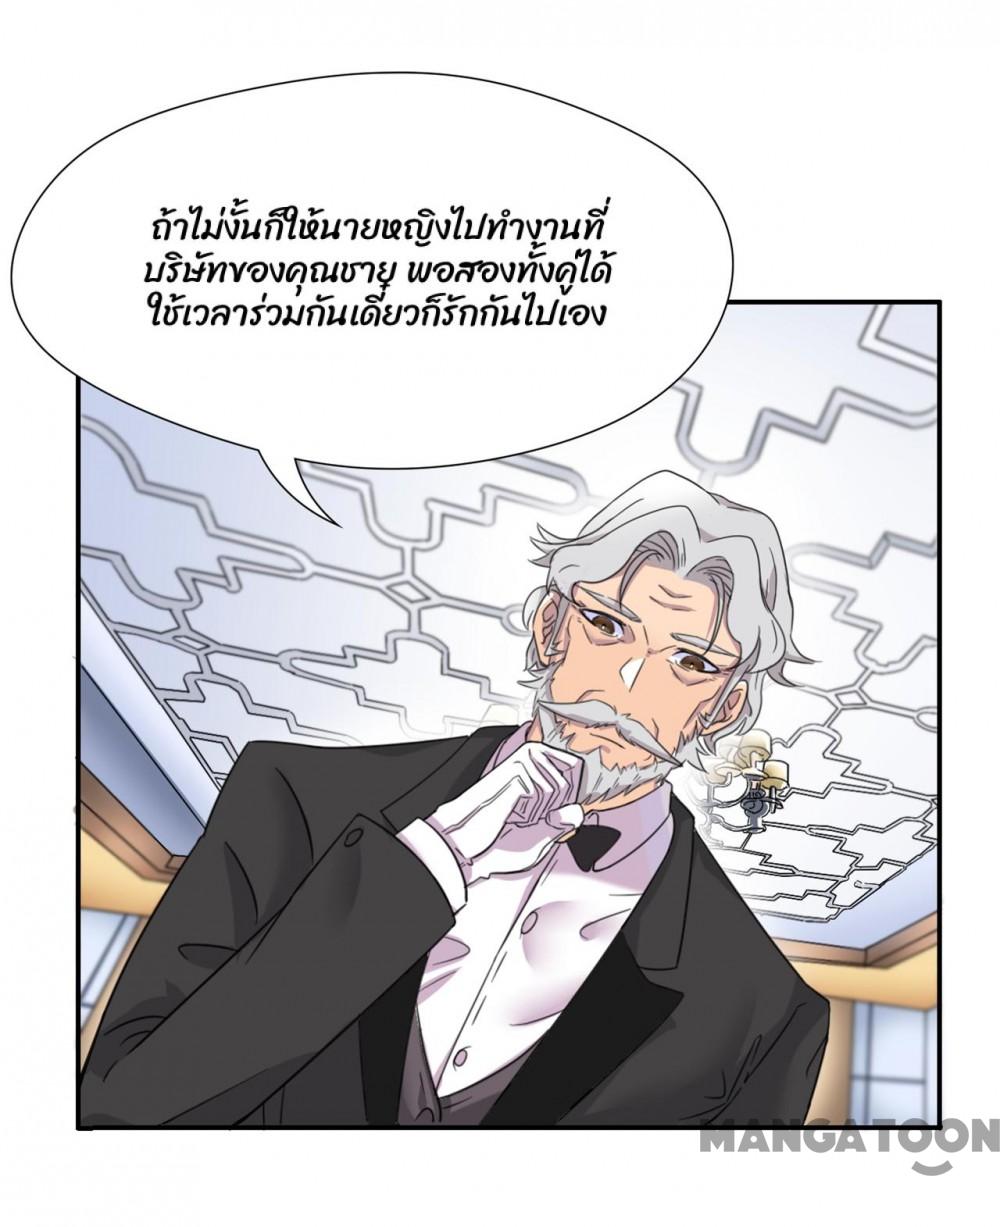 ถ้าไม่งั้นก็ให้นายหญิงไปทำงานที่
บริษัทของคุณชาย พอสองทั้งคู่ได้
ใช้เวลาร่วมกันเดี๋ยวก็รักกันไปเอง
MANGATOON